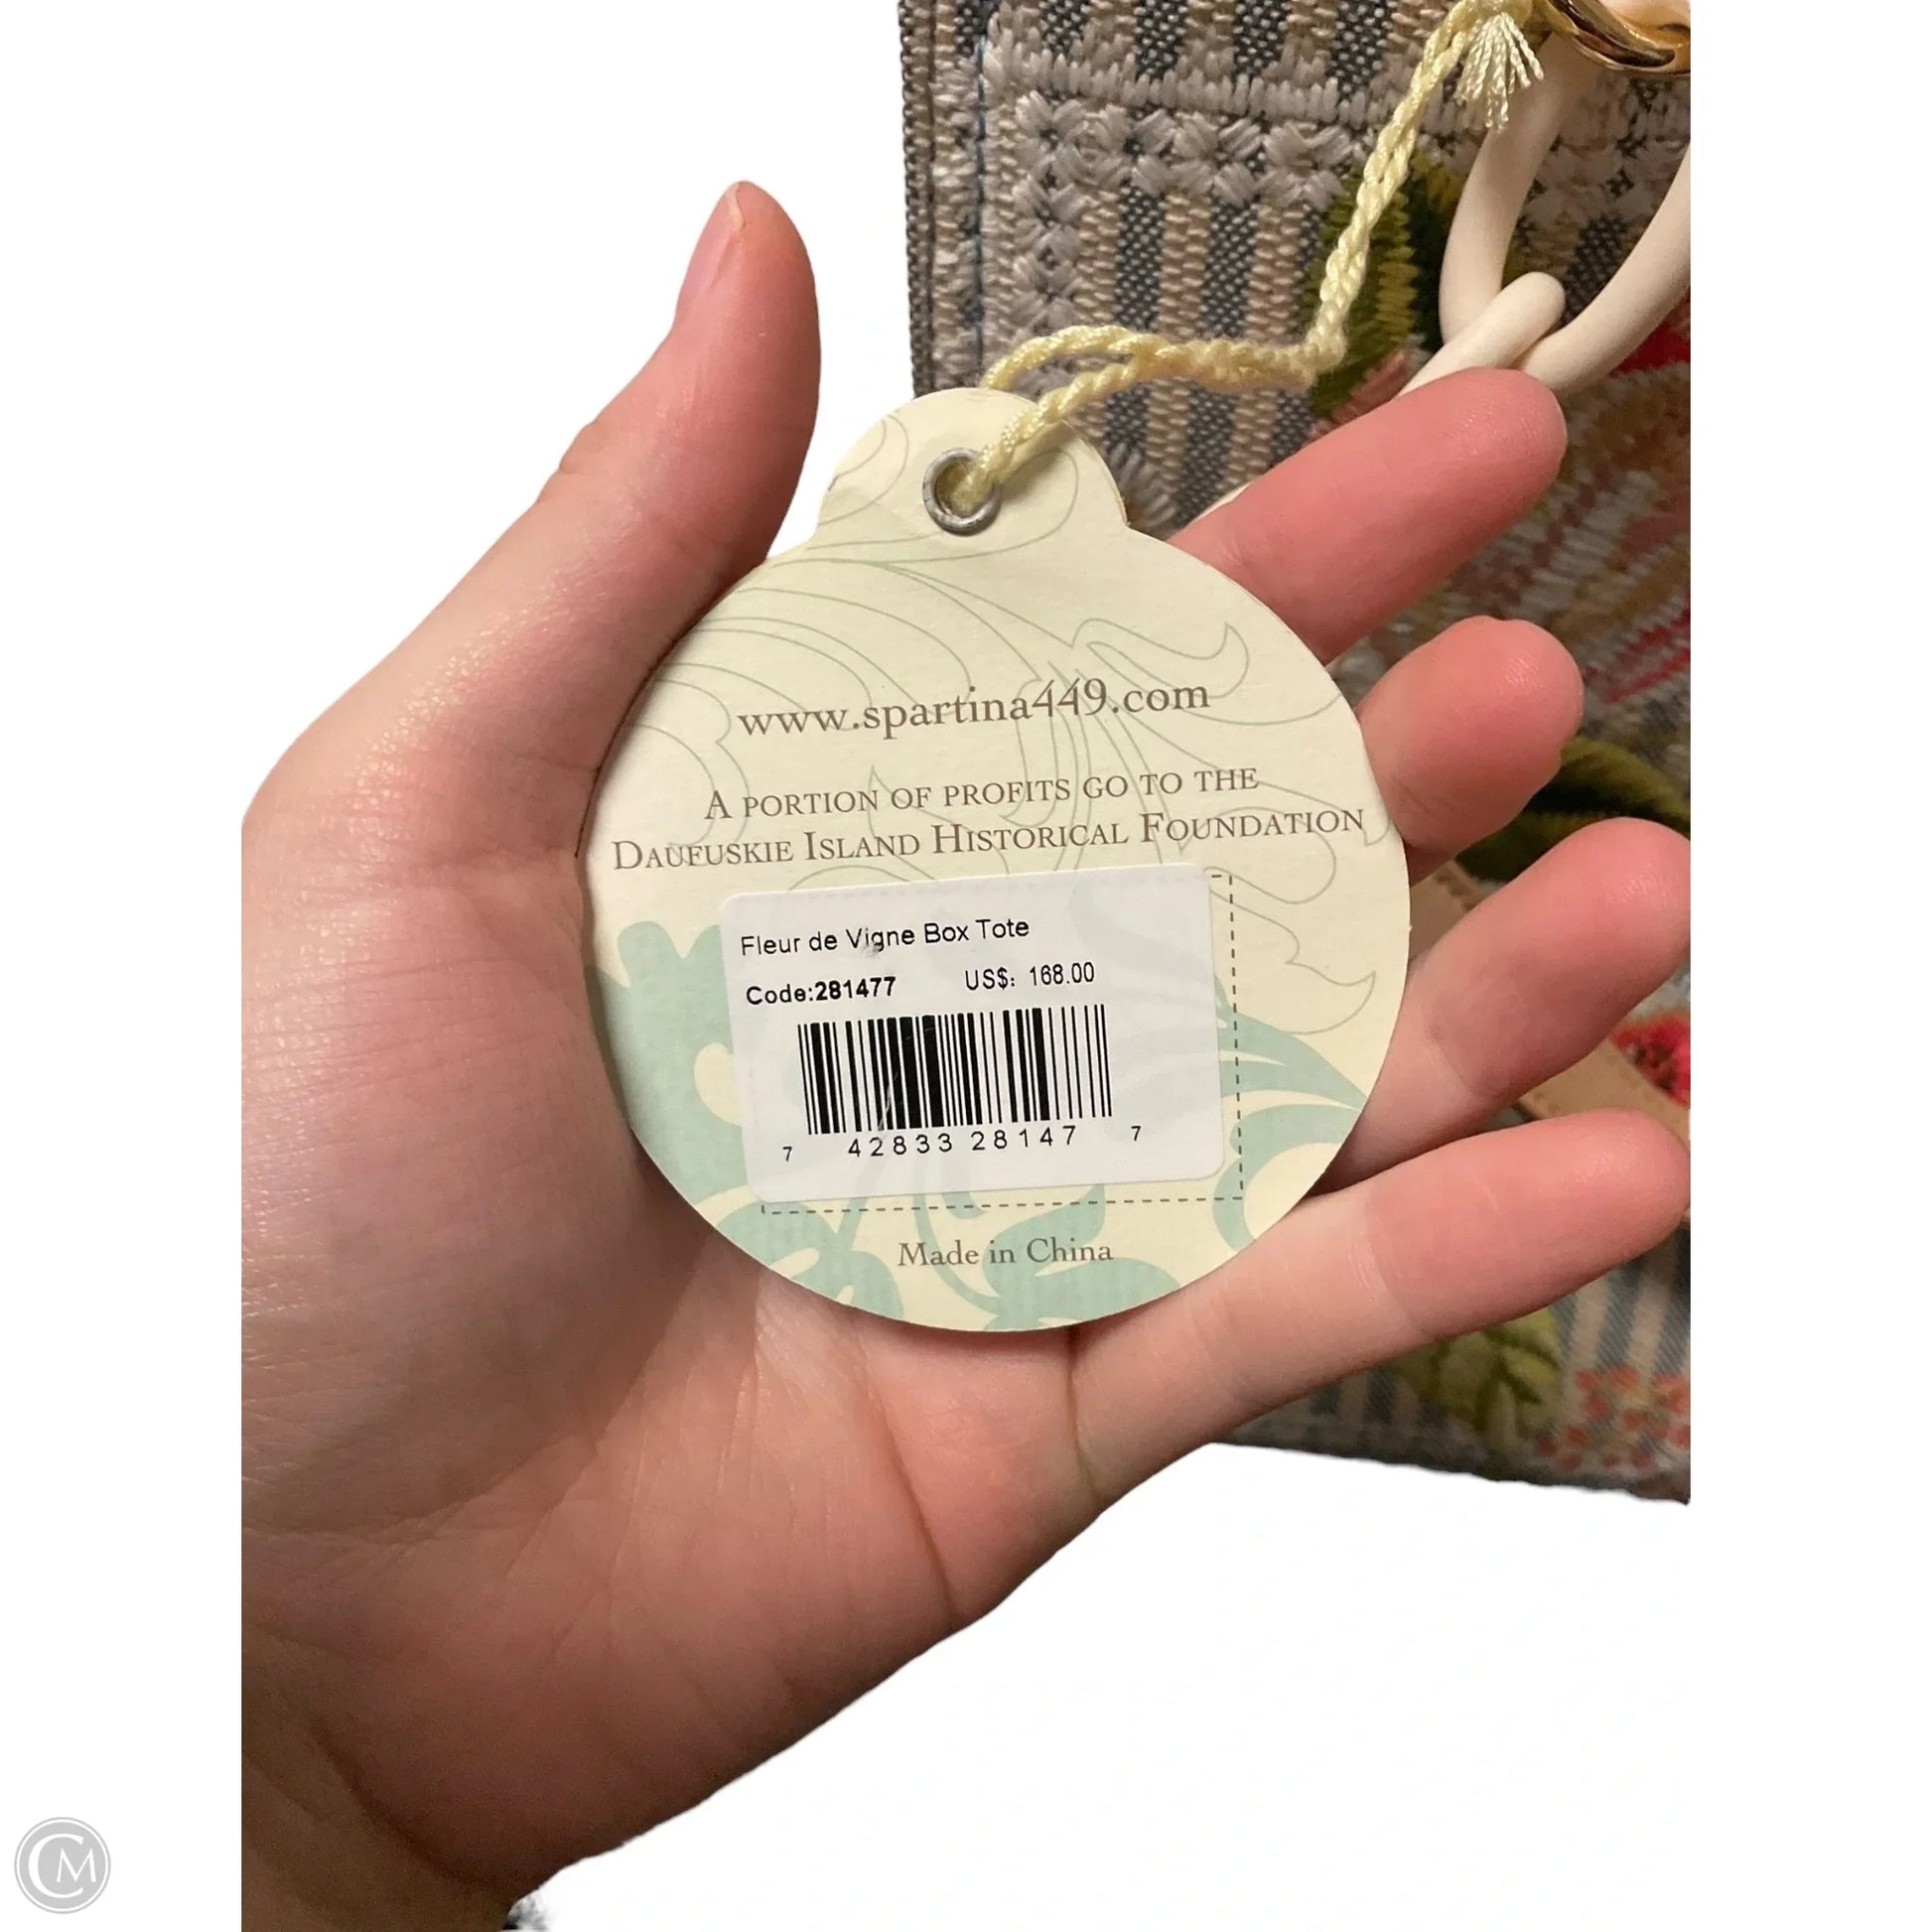 www.spartina449.com
A PORTION OF PROFITS GO TO THE
DAUFUSKIE ISLAND HISTORICAL FOUNDATION
Fleur de Vigne Box Tote
Code:281477 US$: 168.00
7 42833 28147 7
Made in China
CM